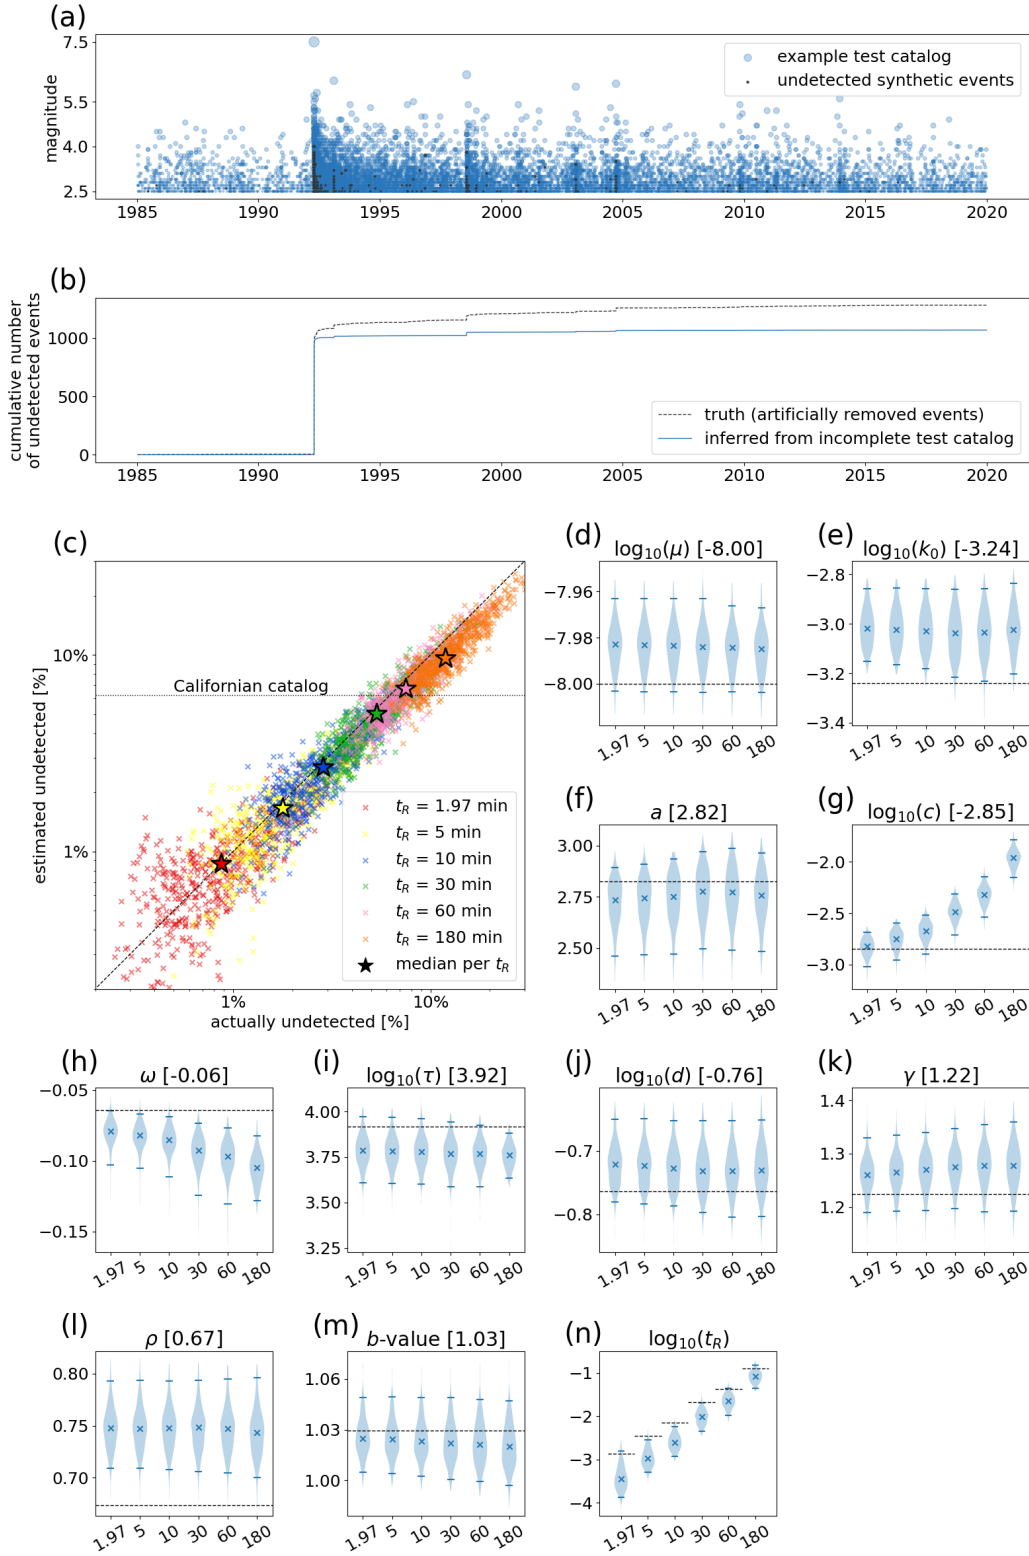 (a)
7.5
5.5
4.0
2.5
magnitude
example test catalog
undetected synthetic events
1985 1990 1995 2000 2005 2010 2015 2020
(b)
1000
500
0
cumulative number
of undetected events
truth (artificially removed events)
inferred from incomplete test catalog
1985 1990 1995 2000 2005 2010 2015 2020
(c)
10%
1%
estimated undetected [%]
Californian catalog
t_R = 1.97 min
t_R = 5 min
t_R = 10 min
t_R = 30 min
t_R = 60 min
t_R = 180 min
median per t_R
1% 10%
actually undetected [%]
(d)
log₁₀(μ) [-8.00]
−7.96
−7.98
−8.00
1.97 5 10 30 60 180
(e)
log₁₀(k₀) [-3.24]
−2.8
−3.0
−3.2
−3.4
1.97 5 10 30 60 180
(f)
a [2.82]
3.00
2.75
2.50
1.97 5 10 30 60 180
(g)
log₁₀(c) [-2.85]
−2.0
−2.5
−3.0
1.97 5 10 30 60 180
(h)
ω [-0.06]
−0.05
−0.10
−0.15
1.97 5 10 30 60 180
(i)
log₁₀(τ) [3.92]
4.00
3.75
3.50
3.25
1.97 5 10 30 60 180
(j)
log₁₀(d) [-0.76]
−0.7
−0.8
1.97 5 10 30 60 180
(k)
γ [1.22]
1.4
1.3
1.2
1.97 5 10 30 60 180
(l)
ρ [0.67]
0.80
0.75
0.70
1.97 5 10 30 60 180
(m)
b-value [1.03]
1.06
1.03
1.00
1.97 5 10 30 60 180
(n)
log₁₀(t_R)
−1
−2
−3
−4
1.97 5 10 30 60 180